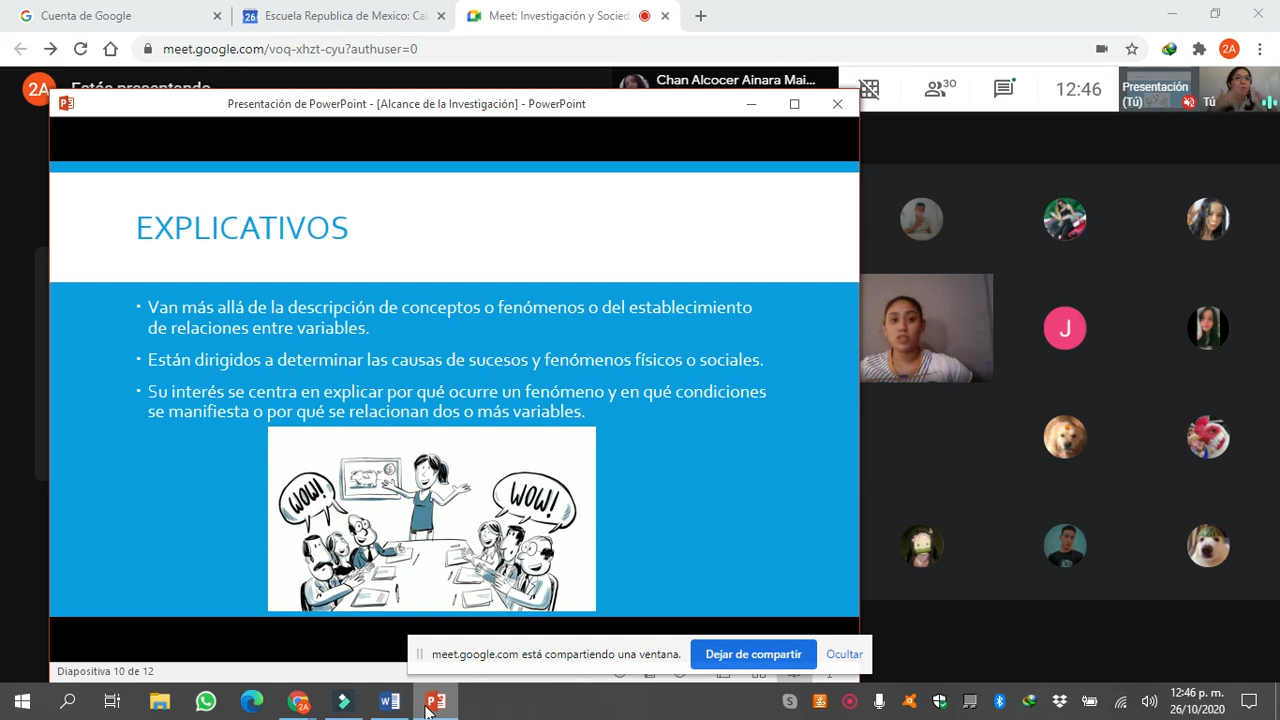 Cuenta de Google
Escuela Republica de Mexico: Cal
Meet: Investigación y Socied
meet.google.com/voq-xhzt-cyu?authuser=0
2A
2A
Chan Alcocer Ainara Mai...
30
12:46
Presentación
(Tú)
Tú
Presentación de PowerPoint - [Alcance de la Investigación] - PowerPoint
EXPLICATIVOS
▪ Van más allá de la descripción de conceptos o fenómenos o del establecimiento
de relaciones entre variables.
▪ Están dirigidos a determinar las causas de sucesos y fenómenos físicos o sociales.
▪ Su interés se centra en explicar por qué ocurre un fenómeno y en qué condiciones
se manifiesta o por qué se relacionan dos o más variables.
WOW!
WOW!
J
meet.google.com está compartiendo una ventana.
Dejar de compartir
Ocultar
Diapositiva 10 de 12
12:46 p. m.
26/10/2020